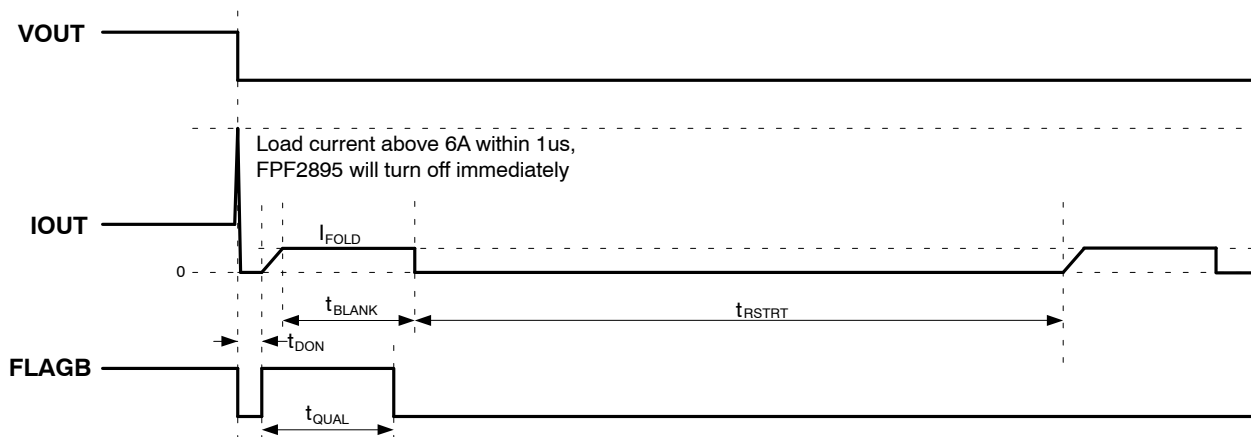 VOUT
Load current above 6A within 1us,
FPF2895 will turn off immediately
IOUT
IFOLD
0
tBLANK
tRSTRT
tDON
FLAGB
tQUAL